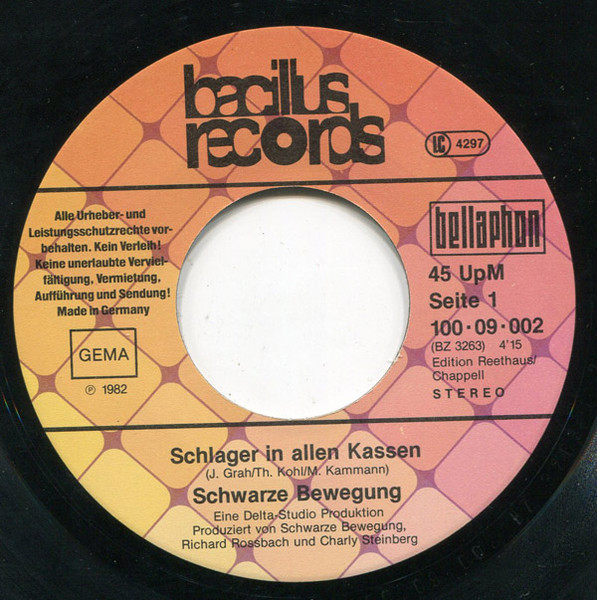 bacillus
records
LC 4297
Alle Urheber- und
Leistungsschutzrechte vor-
behalten. Kein Verleih!
Keine unerlaubte Verviel-
fältigung, Vermietung,
Aufführung und Sendung!
Made in Germany
GEMA
℗ 1982
bellaphon
45 UpM
Seite 1
100·09·002
(BZ 3263) 4'15
Edition Reethaus/
Chappell
STEREO
Schlager in allen Kassen
(J. Grah/Th. Kohl/M. Kammann)
Schwarze Bewegung
Eine Delta-Studio Produktion
Produziert von Schwarze Bewegung,
Richard Rossbach und Charly Steinberg